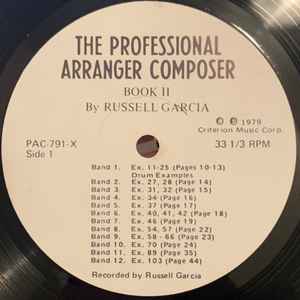 THE PROFESSIONAL
ARRANGER COMPOSER
BOOK II
By RUSSELL GARCIA
© ℗ 1979
Criterion Music Corp.
PAC-791-X
33 1/3 RPM
Side 1
Band 1. Ex. 11-25 (Pages 10-13)
Drum Examples
Band 2. Ex. 27, 28 (Page 14)
Band 3. Ex. 31, 32 (Page 15)
Band 4. Ex. 34 (Page 16)
Band 5. Ex. 37 (Page 17)
Band 6. Ex. 40, 41, 42 (Page 18)
Band 7. Ex. 46 (Page 19)
Band 8. Ex. 54, 57 (Page 22)
Band 9. Ex. 58 - 66 (Page 23)
Band 10. Ex. 70 (Page 24)
Band 11. Ex. 89 (Page 35)
Band 12. Ex. 103 (Page 44)
Recorded by Russell Garcia